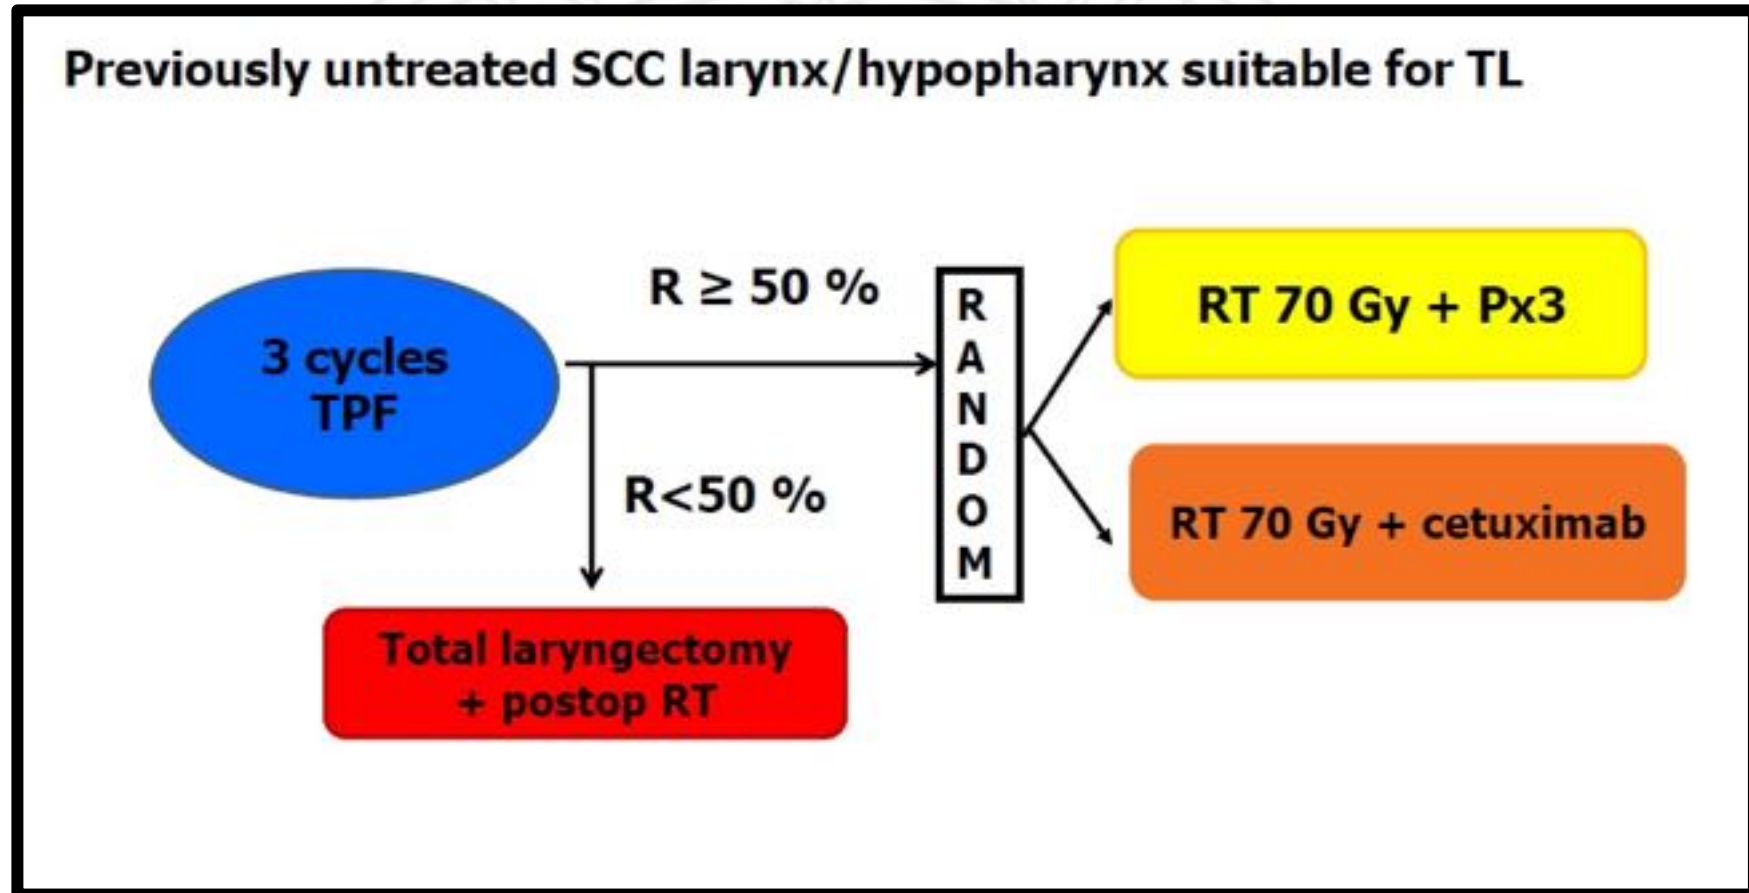 Previously untreated SCC larynx/hypopharynx suitable for TL
3 cycles
TPF
R ≥ 50 %
R<50 %
R
A
N
D
O
M
RT 70 Gy + Px3
RT 70 Gy + cetuximab
Total laryngectomy
+ postop RT